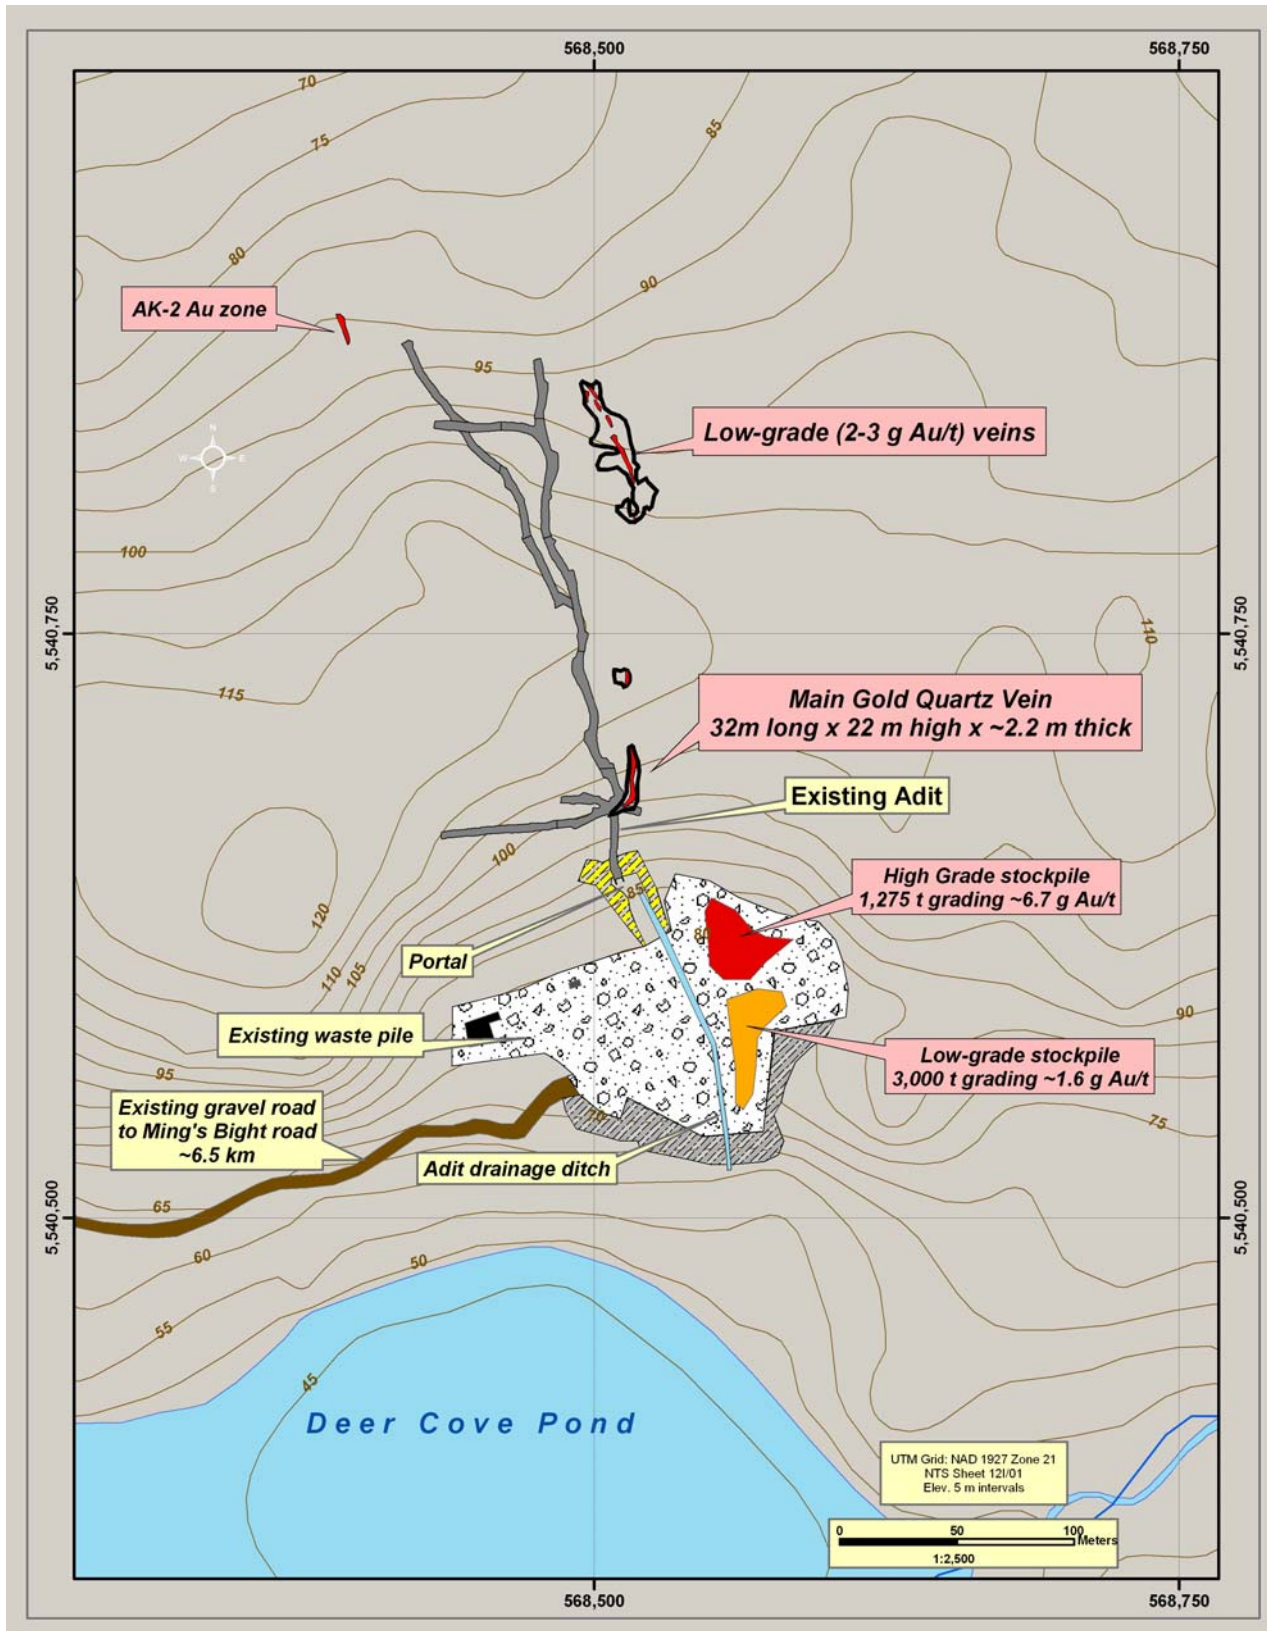 568,500
568,750
70
75
85
80
90
AK-2 Au zone
95
Low-grade (2-3 g Au/t) veins
N
W
E
S
100
5,540,750
5,540,750
110
115
Main Gold Quartz Vein
32m long x 22 m high x ~2.2 m thick
Existing Adit
100
High Grade stockpile
1,275 t grading ~6.7 g Au/t
85
120
80
Portal
110
105
90
Existing waste pile
Low-grade stockpile
3,000 t grading ~1.6 g Au/t
95
Existing gravel road
to Ming's Bight road
~6.5 km
70
75
Adit drainage ditch
65
5,540,500
5,540,500
60
50
55
45
Deer Cove Pond
UTM Grid: NAD 1927 Zone 21
NTS Sheet 12I/01
Elev. 5 m intervals
0 50 100
Meters
1:2,500
568,500
568,750